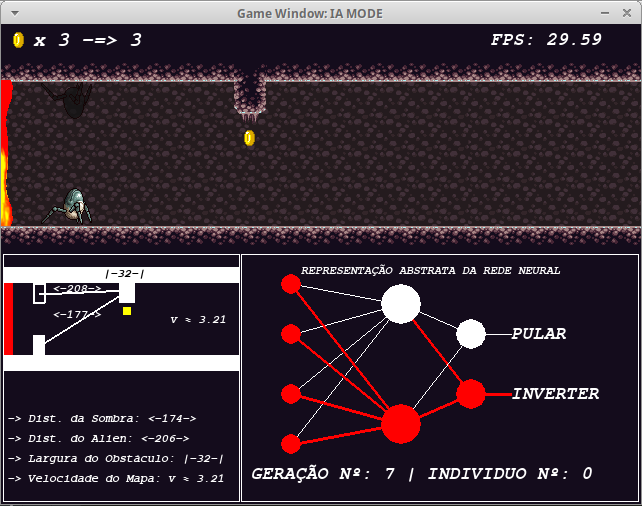 Game Window: IA MODE
x 3 -=> 3
FPS: 29.59
|-32-|
<-208->
<-177->
v ≈ 3.21
-> Dist. da Sombra: <-174->
-> Dist. do Alien: <-206->
-> Largura do Obstáculo: |-32-|
-> Velocidade do Mapa: v ≈ 3.21
REPRESENTAÇÃO ABSTRATA DA REDE NEURAL
PULAR
INVERTER
GERAÇÃO Nº: 7 | INDIVIDUO Nº: 0